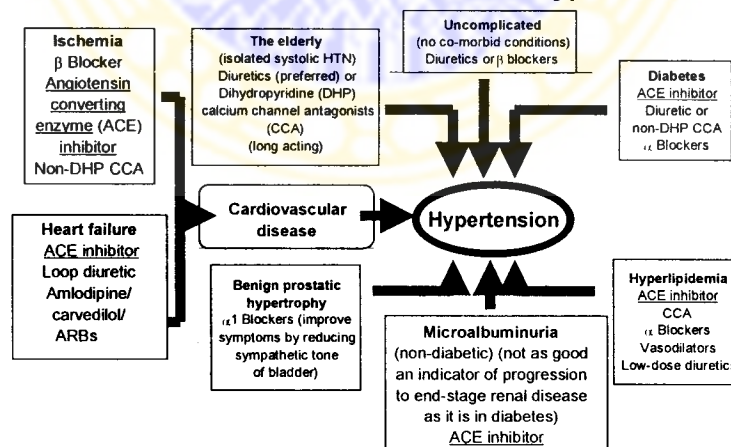 Ischemia
β Blocker
Angiotensin
converting
enzyme (ACE)
inhibitor
Non-DHP CCA
The elderly
(isolated systolic HTN)
Diuretics (preferred) or
Dihydropyridine (DHP)
calcium channel antagonists
(CCA)
(long acting)
Uncomplicated
(no co-morbid conditions)
Diuretics or β blockers
Diabetes
ACE inhibitor
Diuretic or
non-DHP CCA
α Blockers
Cardiovascular
disease
Hypertension
Heart failure
ACE inhibitor
Loop diuretic
Amlodipine/
carvedilol/
ARBs
Benign prostatic
hypertrophy
α1 Blockers (improve
symptoms by reducing
sympathetic tone
of bladder)
Microalbuminuria
(non-diabetic) (not as good
an indicator of progression
to end-stage renal disease
as it is in diabetes)
ACE inhibitor
Hyperlipidemia
ACE inhibitor
CCA
α Blockers
Vasodilators
Low-dose diuretics